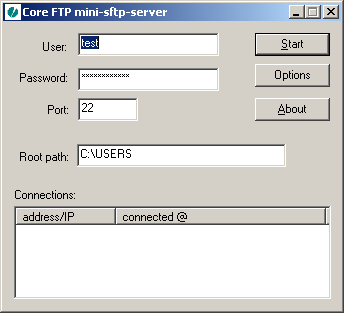 Core FTP mini-sftp-server
User: test
Start
Password: xxxxxxxxxxxx
Options
Port: 22
About
Root path: C:\USERS
Connections:
address/IP connected @